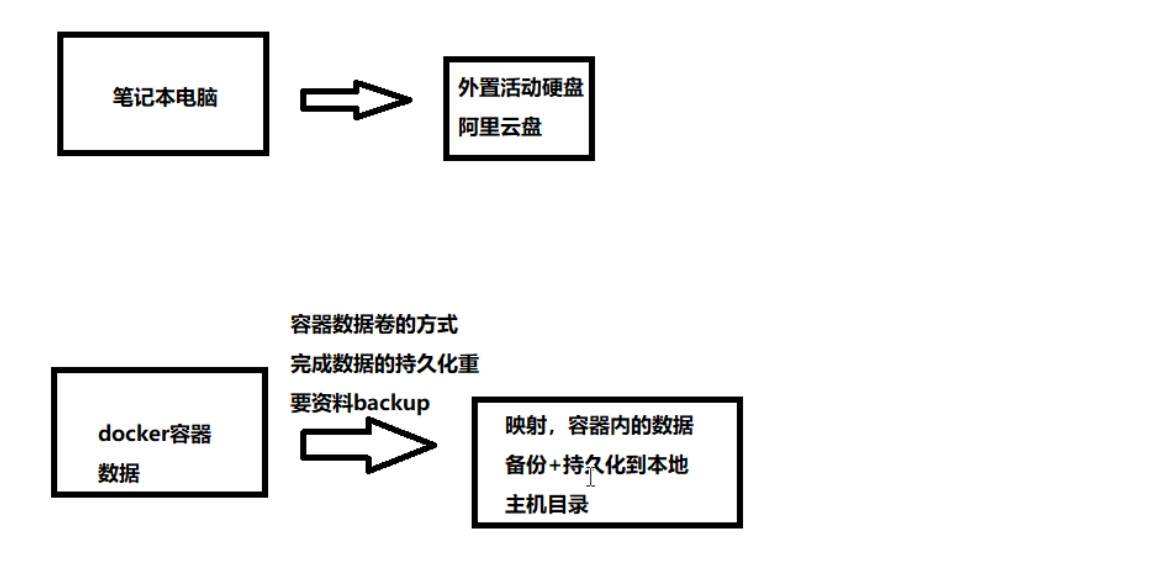 笔记本电脑
外置活动硬盘
阿里云盘
容器数据卷的方式
完成数据的持久化重
要资料backup
docker容器
数据
映射，容器内的数据
备份+持久化到本地
主机目录